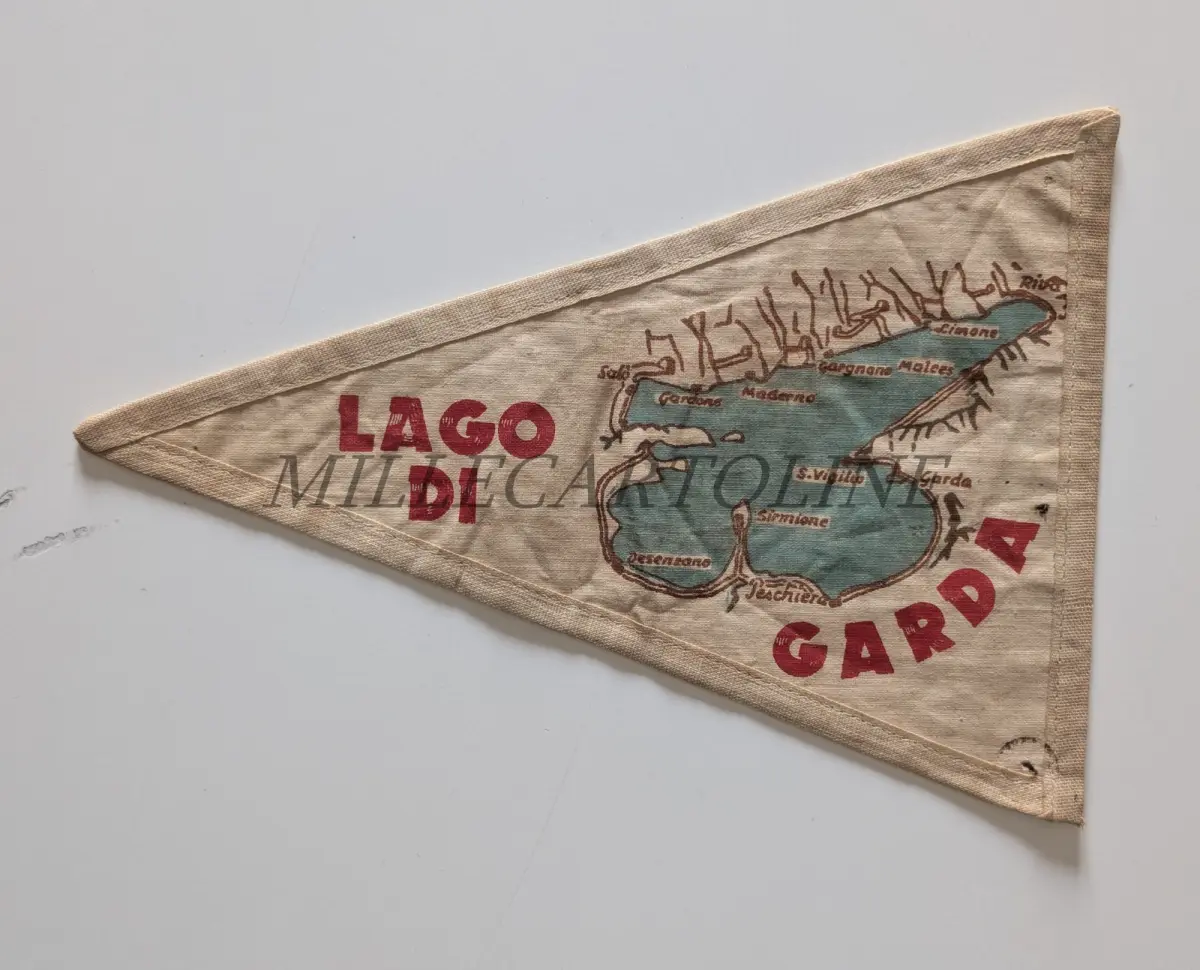 LAGO
DI
GARDA
Riva
Limone
Malces
Gargnano
Maderno
Gardone
Salò
S. Vigilio
Garda
Sirmione
Desenzano
Peschiera
MILLECARTOLINE